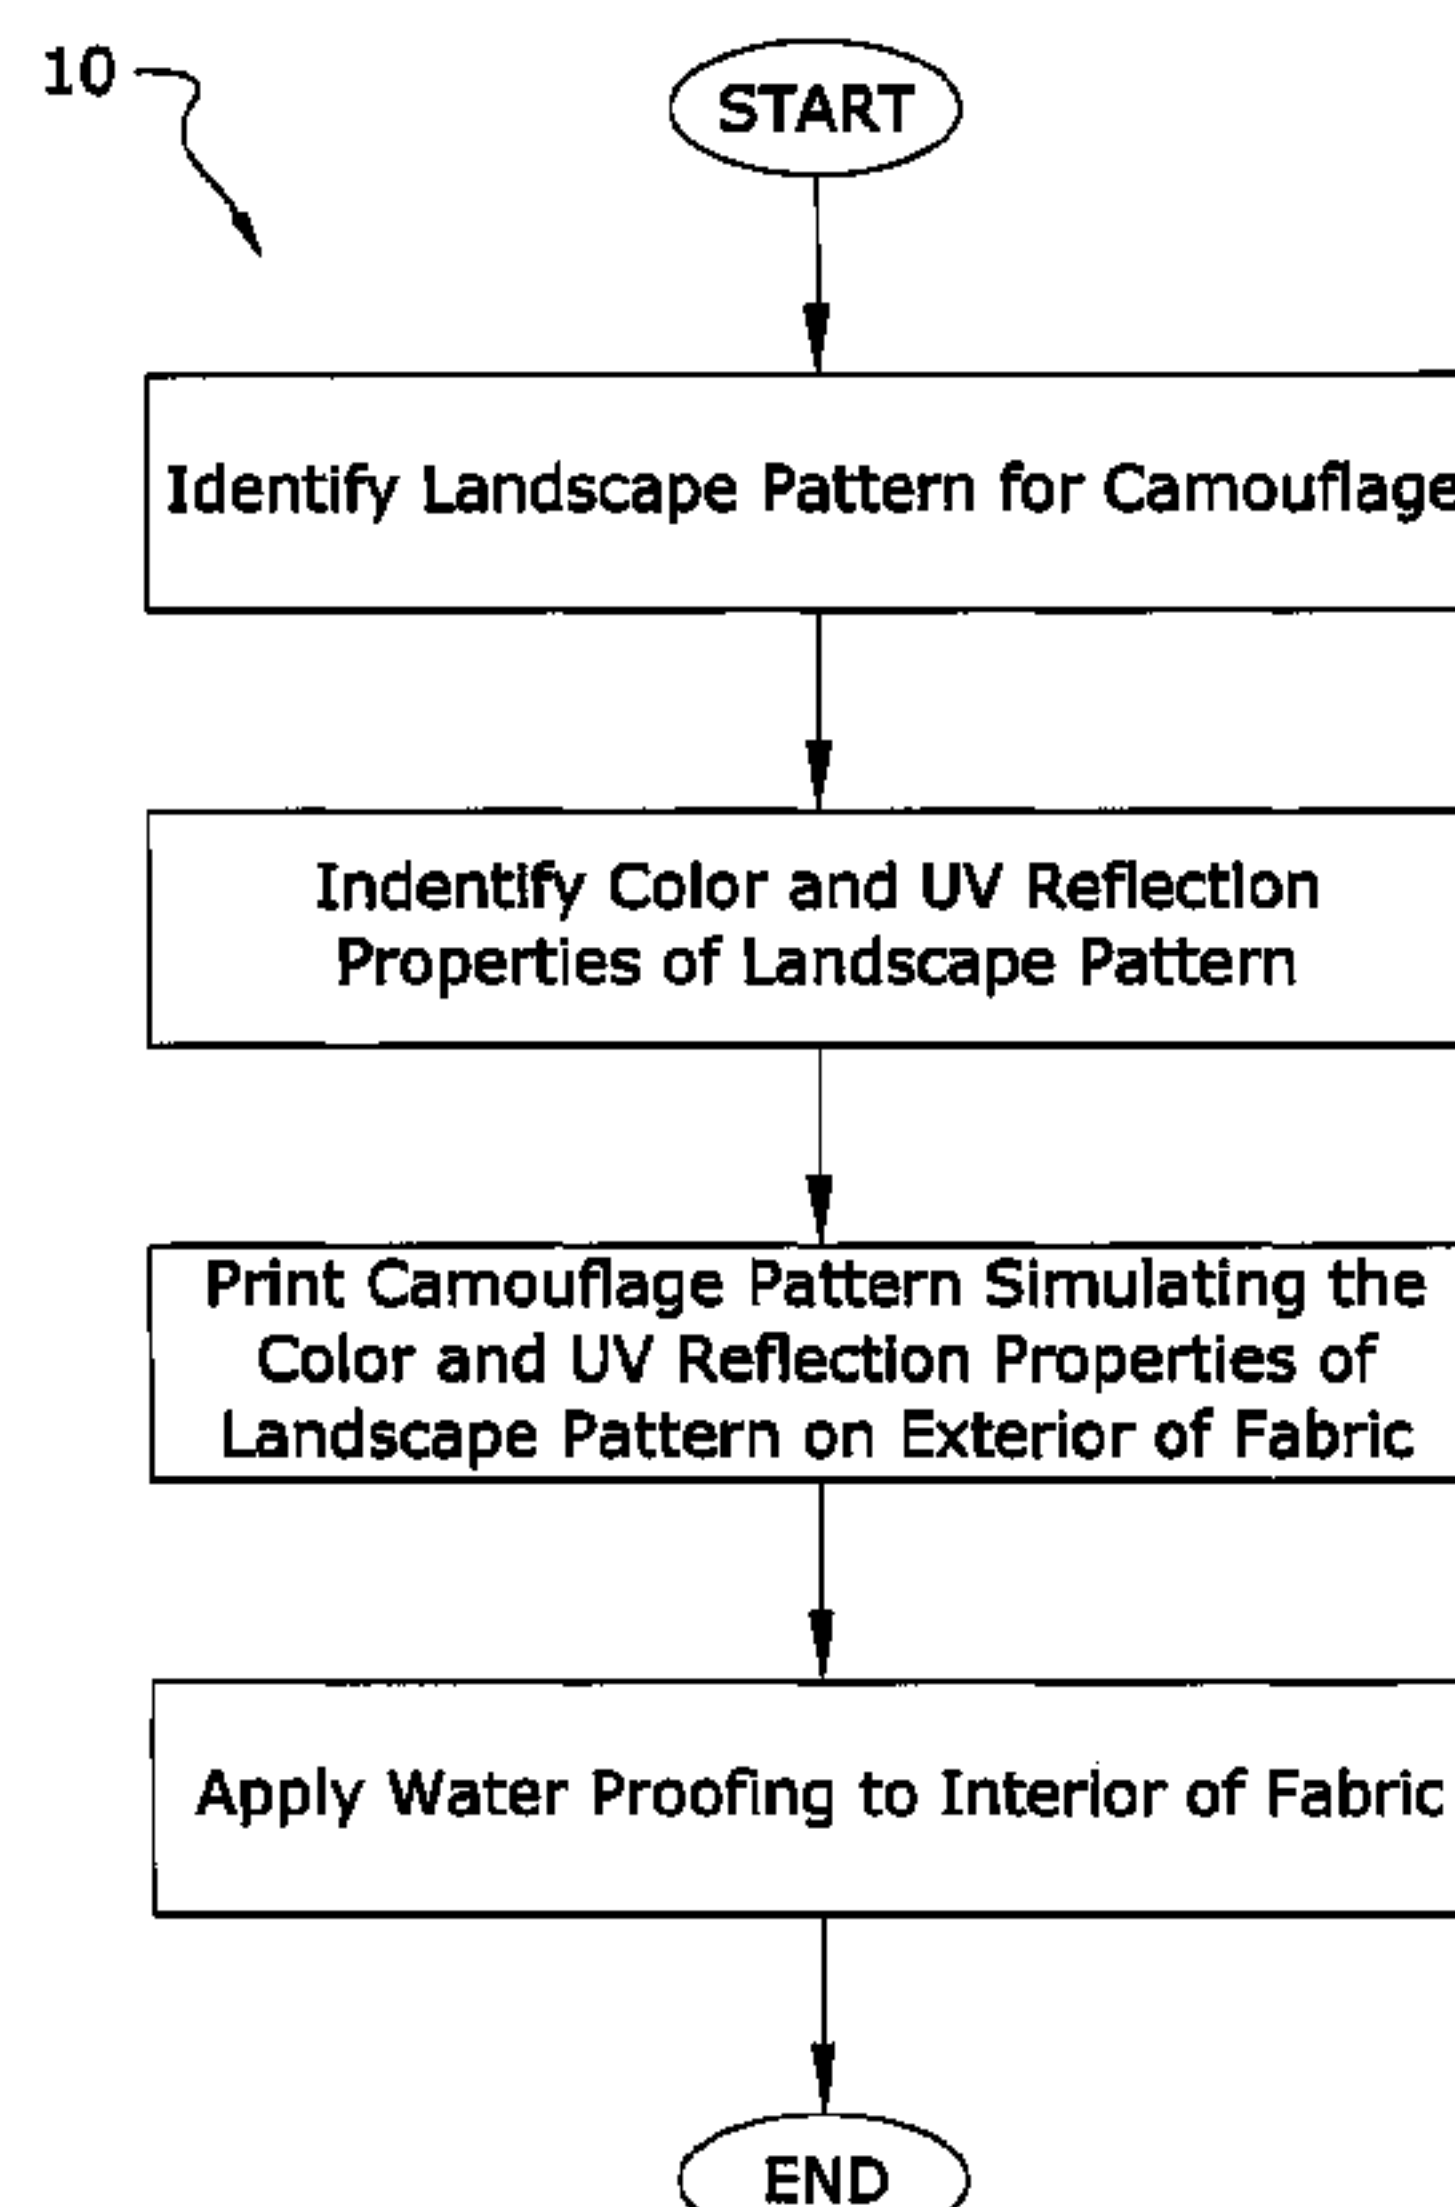 10
START
Identify Landscape Pattern for Camouflage
Indentify Color and UV Reflection
Properties of Landscape Pattern
Print Camouflage Pattern Simulating the
Color and UV Reflection Properties of
Landscape Pattern on Exterior of Fabric
Apply Water Proofing to Interior of Fabric
END